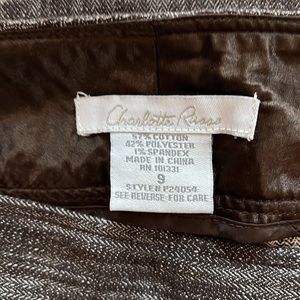 Charlotte Russe
57% COTTON
42% POLYESTER
1% SPANDEX
MADE IN CHINA
RN 101331
9
STYLE# P24054
SEE REVERSE FOR CARE